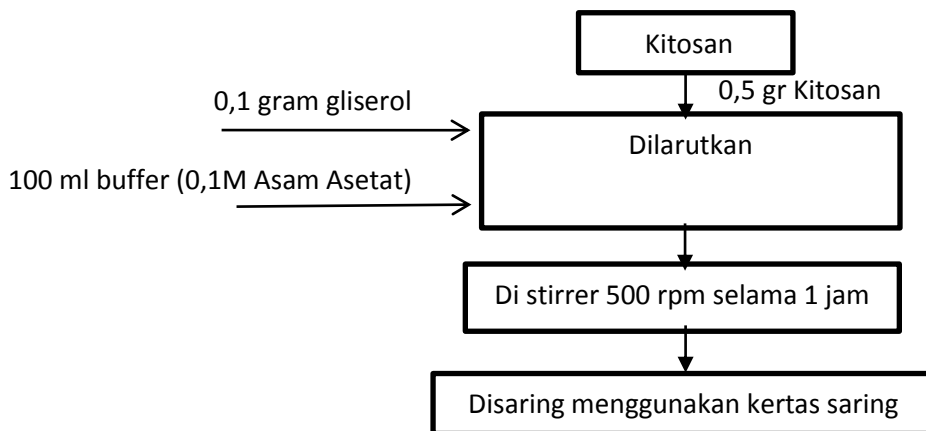 Kitosan
0,5 gr Kitosan
0,1 gram gliserol
Dilarutkan
100 ml buffer (0,1M Asam Asetat)
Di stirrer 500 rpm selama 1 jam
Disaring menggunakan kertas saring